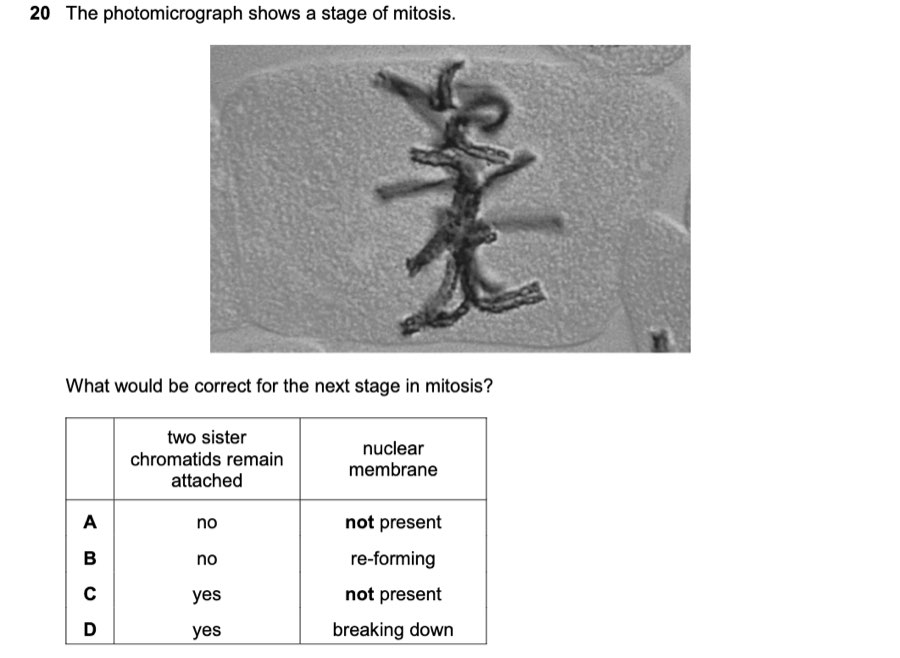 20 The photomicrograph shows a stage of mitosis.
What would be correct for the next stage in mitosis?
two sister
chromatids remain
attached
nuclear
membrane
A no not present
B no re-forming
C yes not present
D yes breaking down